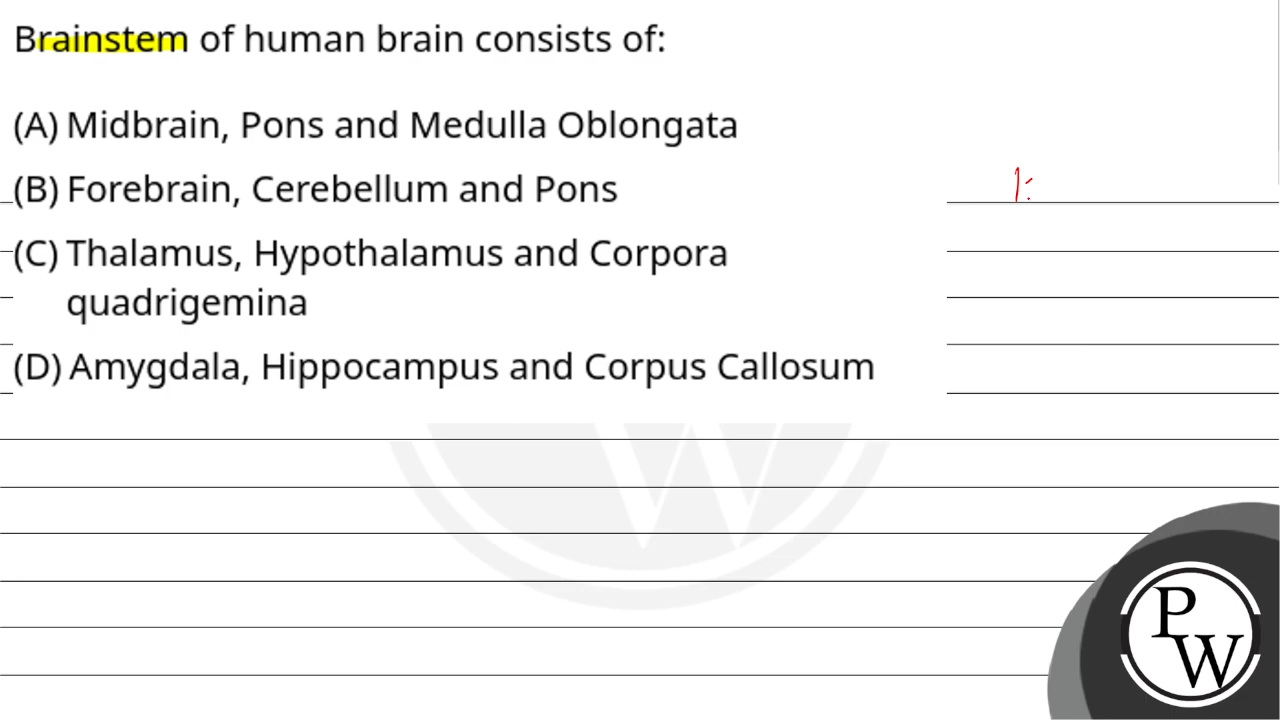 Brainstem of human brain consists of:
(A) Midbrain, Pons and Medulla Oblongata
(B) Forebrain, Cerebellum and Pons
(C) Thalamus, Hypothalamus and Corpora
quadrigemina
(D) Amygdala, Hippocampus and Corpus Callosum
P
W